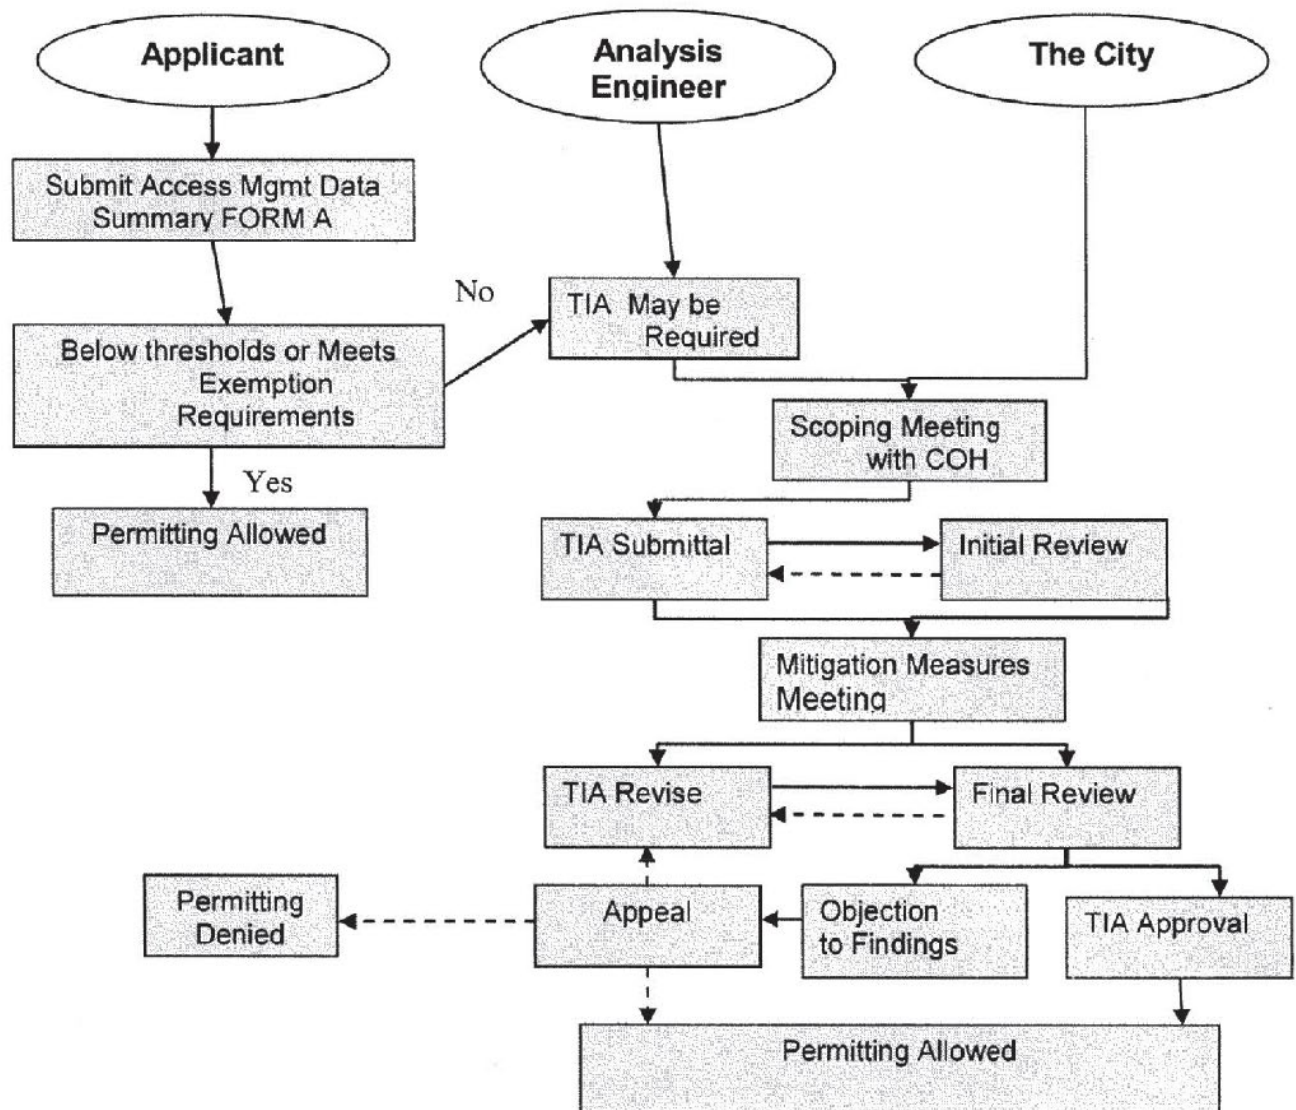 Applicant
Analysis
Engineer
The City
Submit Access Mgmt Data
Summary FORM A
No
TIA May be
Required
Below thresholds or Meets
Exemption
Requirements
Scoping Meeting
with COH
Yes
Permitting Allowed
TIA Submittal
Initial Review
Mitigation Measures
Meeting
TIA Revise
Final Review
Permitting
Denied
Appeal
Objection
to Findings
TIA Approval
Permitting Allowed